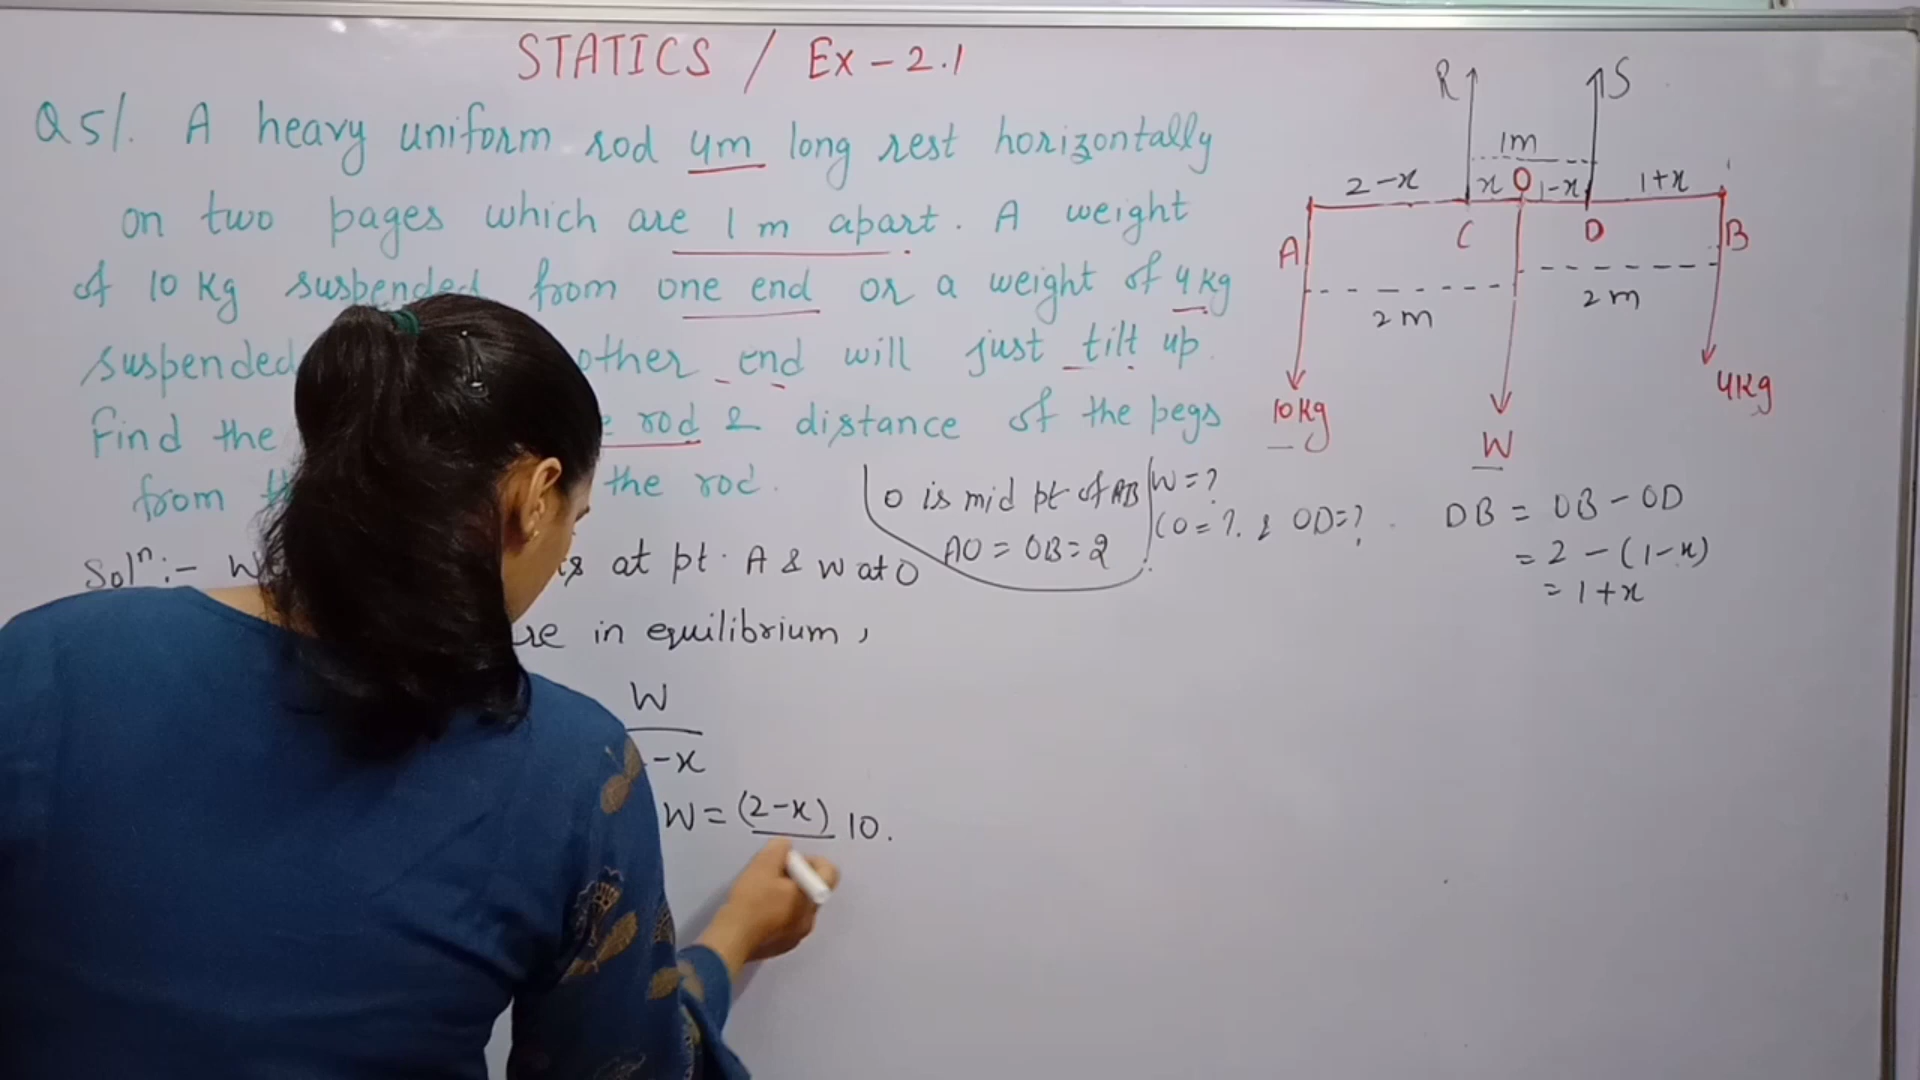 STATICS / Ex - 2.1
Q5/. A heavy uniform rod 4m long rest horizontally
on two pages which are 1 m apart. A weight
of 10 Kg suspended from one end or a weight of 4 Kg
suspended other end will just tilt up.
Find the rod & distance of the pegs
from the rod.
Solⁿ:- at pt. A & W at O
in equilibrium,
W
-x
W = (2-x) 10.
O is mid pt of AB
AO = OB = 2
W = ?
CO = ? & OD = ?
R
S
1m
2-x
x
O
1-x
1+x
A
C
D
B
2m
2m
10 Kg
W
4 Kg
DB = OB - OD
= 2 - (1-x)
= 1+x